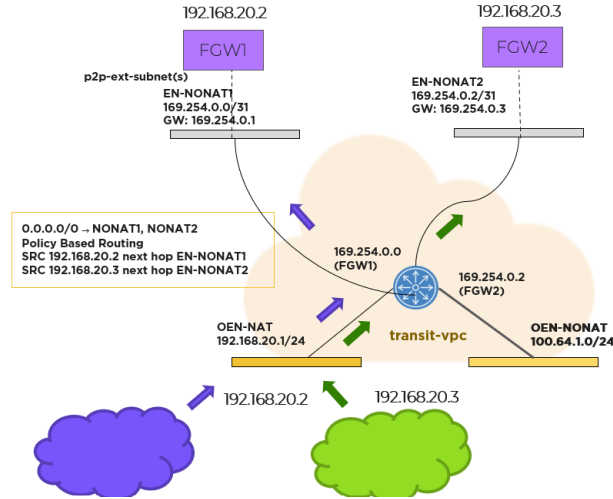 192.168.20.2
192.168.20.3
FGW1
FGW2
p2p-ext-subnet(s)
EN-NONAT1
169.254.0.0/31
GW: 169.254.0.1
EN-NONAT2
169.254.0.2/31
GW: 169.254.0.3
0.0.0.0/0 → NONAT1, NONAT2
Policy Based Routing
SRC 192.168.20.2 next hop EN-NONAT1
SRC 192.168.20.3 next hop EN-NONAT2
169.254.0.0
(FGW1)
169.254.0.2
(FGW2)
OEN-NAT
192.168.20.1/24
transit-vpc
OEN-NONAT
100.64.1.0/24
192.168.20.2
192.168.20.3